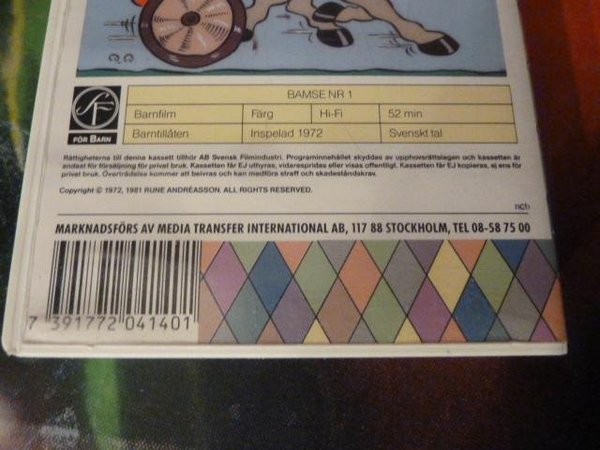 SF
FÖR BARN
BAMSE NR 1
Barnfilm Färg Hi-Fi 52 min
Barntillåten Inspelad 1972 Svenskt tal
Rättigheterna till denna kassett tillhör AB Svensk Filmindustri. Programinnehållet skyddas av upphovsrättslagen och kassetten är
endast för försäljning för privat bruk. Kassetten får EJ uthyras, vidarespridas eller visas offentligt. Kassetten får EJ kopieras, ej ens för
privat bruk. Överträdelse kommer att beivras och kan medföra straff och skadeståndskrav.
Copyright © 1972, 1981 RUNE ANDRÉASSON. ALL RIGHTS RESERVED.
ncb
MARKNADSFÖRS AV MEDIA TRANSFER INTERNATIONAL AB, 117 88 STOCKHOLM, TEL 08-58 75 00
7 391772 041401